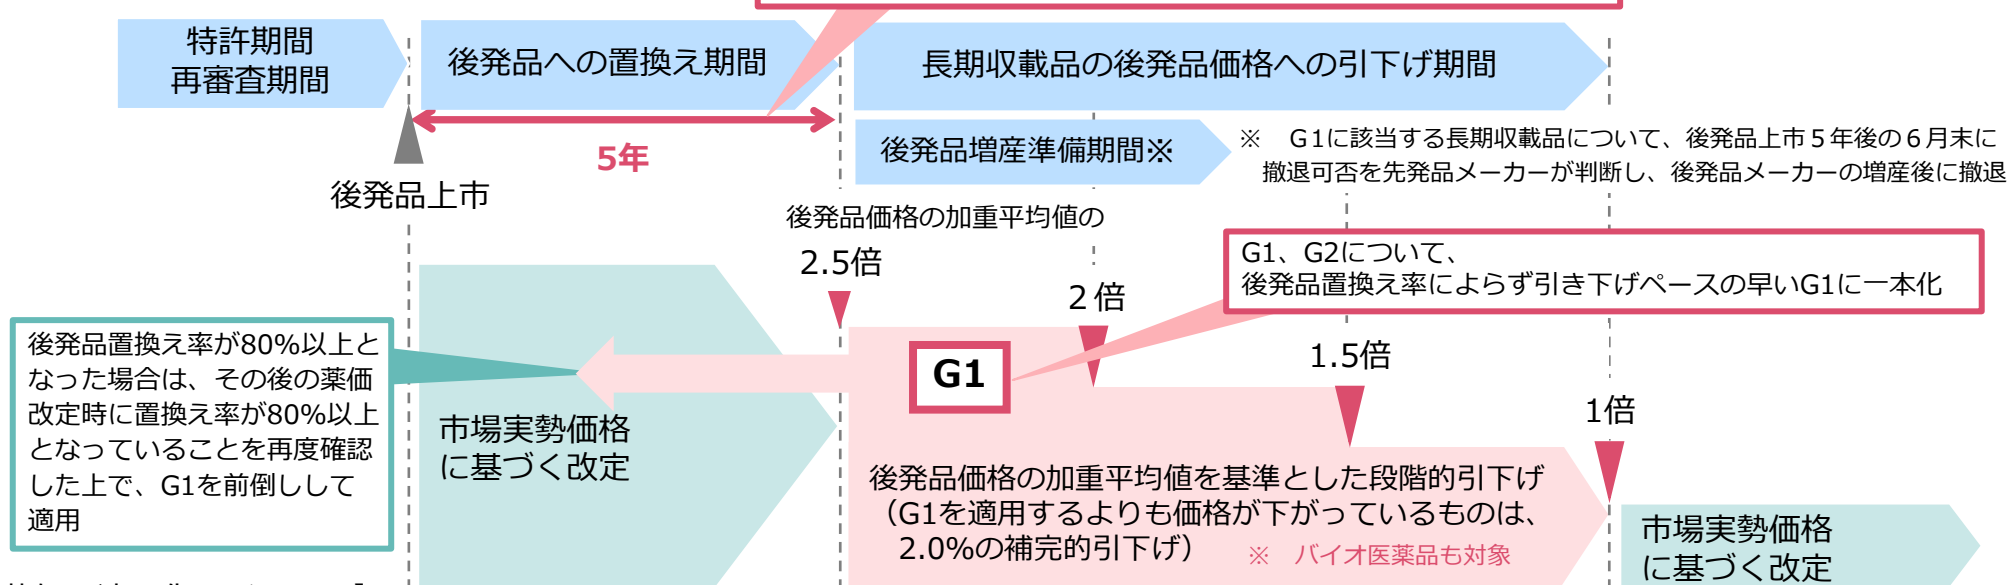 特許期間
再審査期間
後発品への置換え期間
長期収載品の後発品価格への引下げ期間
5年
後発品上市
後発品増産準備期間※
※　G1に該当する長期収載品について、後発品上市５年後の６月末に
撤退可否を先発品メーカーが判断し、後発品メーカーの増産後に撤退
後発品価格の加重平均値の
2.5倍
２倍
1.5倍
1倍
G1、G2について、
後発品置換え率によらず引き下げペースの早いG1に一本化
後発品置換え率が80%以上と
なった場合は、その後の薬価
改定時に置換え率が80%以上
となっていることを再度確認
した上で、G1を前倒しして
適用
市場実勢価格
に基づく改定
G1
後発品価格の加重平均値を基準とした段階的引下げ
（G1を適用するよりも価格が下がっているものは、
2.0%の補完的引下げ）
※　バイオ医薬品も対象
市場実勢価格
に基づく改定